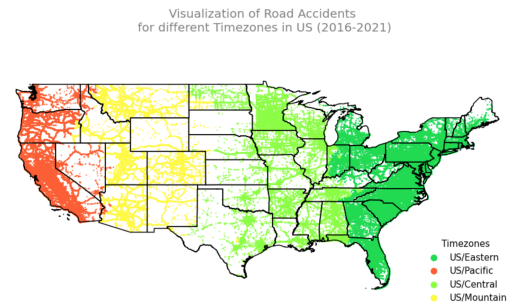 Visualization of Road Accidents
for different Timezones in US (2016-2021)
Timezones
US/Eastern
US/Pacific
US/Central
US/Mountain